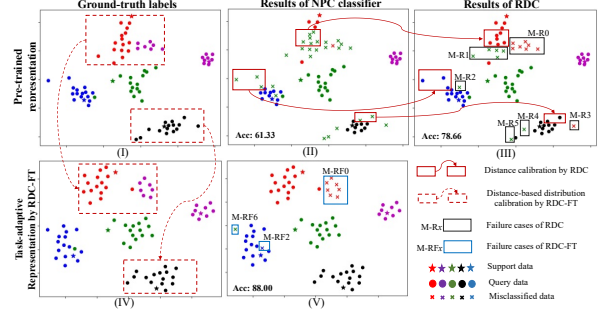 Ground-truth labels
Results of NPC classifier
Results of RDC
Pre-trained
representation
M-R0
M-R1
M-R2
M-R3
M-R4
M-R5
Acc: 61.33
Acc: 78.66
(I)
(II)
(III)
Task-adaptive
Representation by RDC-FT
M-RF0
M-RF6
M-RF2
Acc: 88.00
(IV)
(V)
Distance calibration by RDC
Distance-based distribution
calibration by RDC-FT
M-Rx
Failure cases of
RDC
M-RFx
Failure cases of
RDC-FT
Support data
Query data
Misclassified data